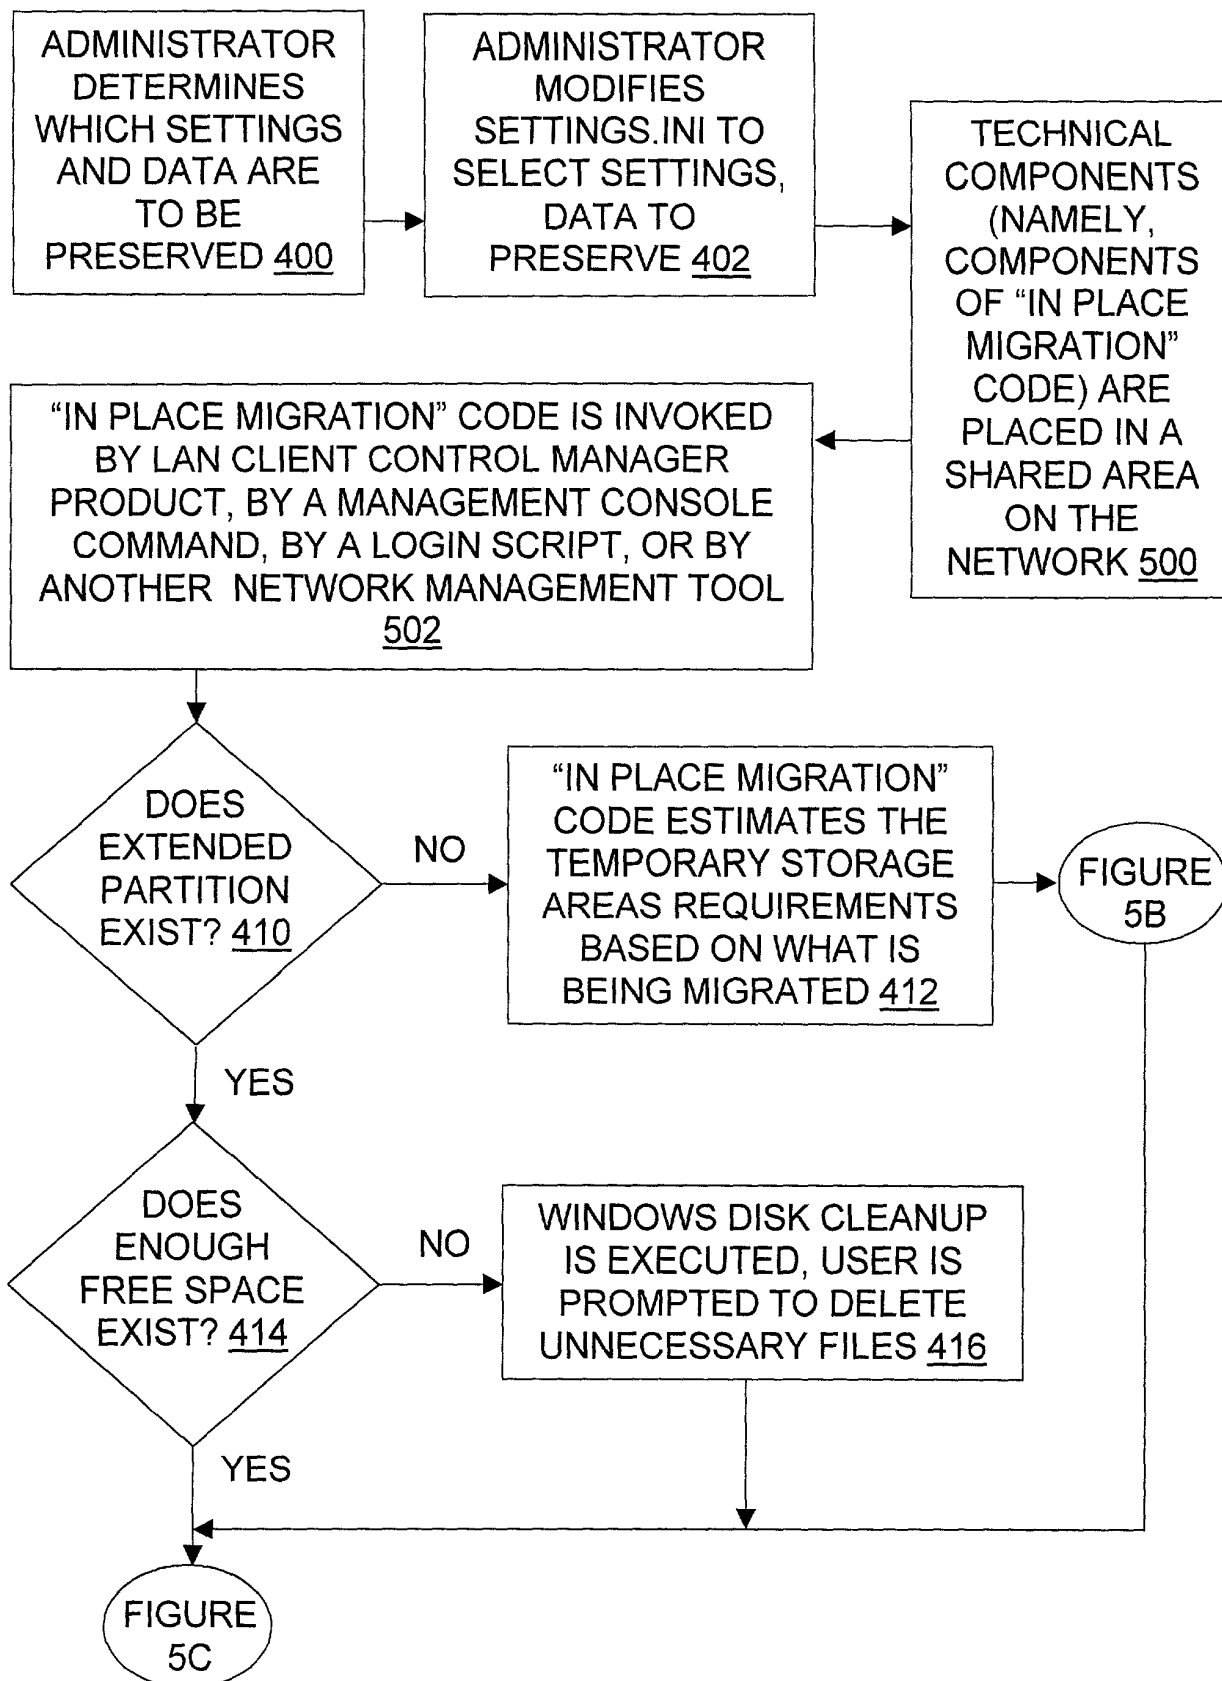 ADMINISTRATOR
DETERMINES
WHICH SETTINGS
AND DATA ARE
TO BE
PRESERVED 400
ADMINISTRATOR
MODIFIES
SETTINGS.INI TO
SELECT SETTINGS,
DATA TO
PRESERVE 402
TECHNICAL
COMPONENTS
(NAMELY,
COMPONENTS
OF “IN PLACE
MIGRATION”
CODE) ARE
PLACED IN A
SHARED AREA
ON THE
NETWORK 500
“IN PLACE MIGRATION” CODE IS INVOKED
BY LAN CLIENT CONTROL MANAGER
PRODUCT, BY A MANAGEMENT CONSOLE
COMMAND, BY A LOGIN SCRIPT, OR BY
ANOTHER NETWORK MANAGEMENT TOOL
502
DOES
EXTENDED
PARTITION
EXIST? 410
NO
“IN PLACE MIGRATION”
CODE ESTIMATES THE
TEMPORARY STORAGE
AREAS REQUIREMENTS
BASED ON WHAT IS
BEING MIGRATED 412
FIGURE
5B
YES
DOES
ENOUGH
FREE SPACE
EXIST? 414
NO
WINDOWS DISK CLEANUP
IS EXECUTED, USER IS
PROMPTED TO DELETE
UNNECESSARY FILES 416
YES
FIGURE
5C